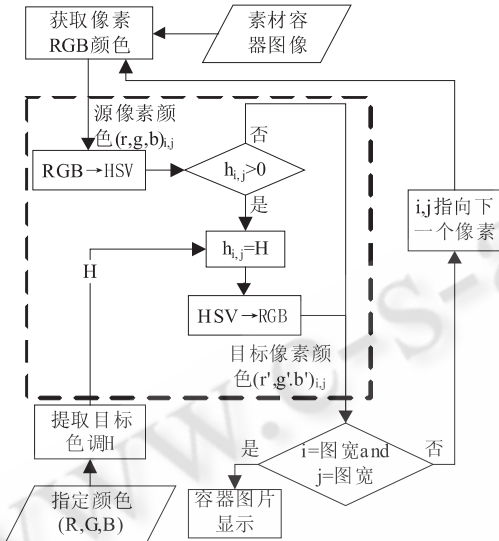 获取像素
RGB颜色
素材容
器图像
源像素颜
色(r,g,b)i,j
否
RGB→HSV
hi,j>0
是
i,j指向下
一个像素
hi,j=H
H
HSV→RGB
目标像素颜
色(r',g'.b')i,j
提取目标
色调H
是
i=图宽and
j=图宽
否
指定颜色
(R,G,B)
容器图片
显示
www.c-s-a